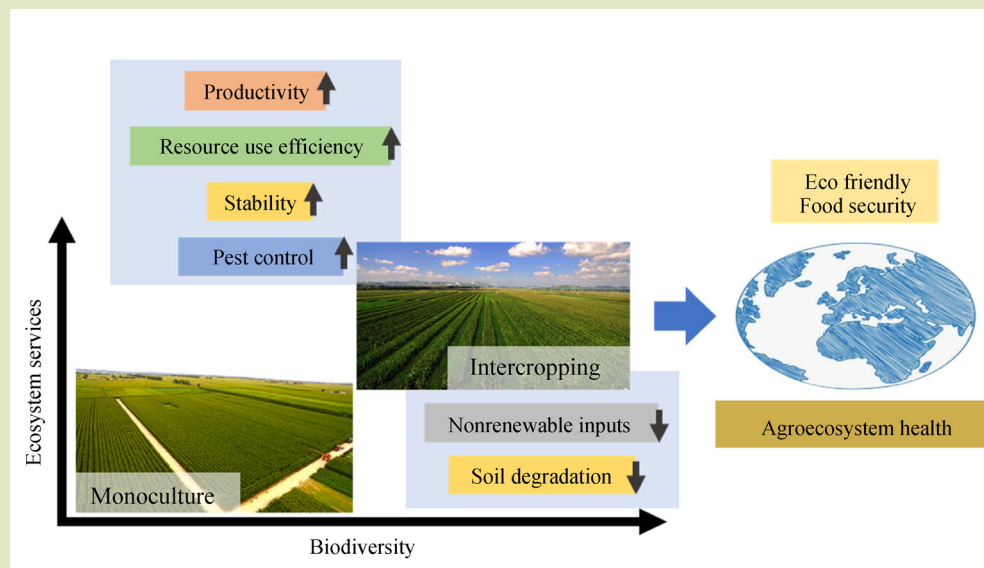 Productivity
Resource use efficiency
Stability
Pest control
Ecosystem services
Monoculture
Intercropping
Nonrenewable inputs
Soil degradation
Biodiversity
Eco friendly
Food security
Agroecosystem health